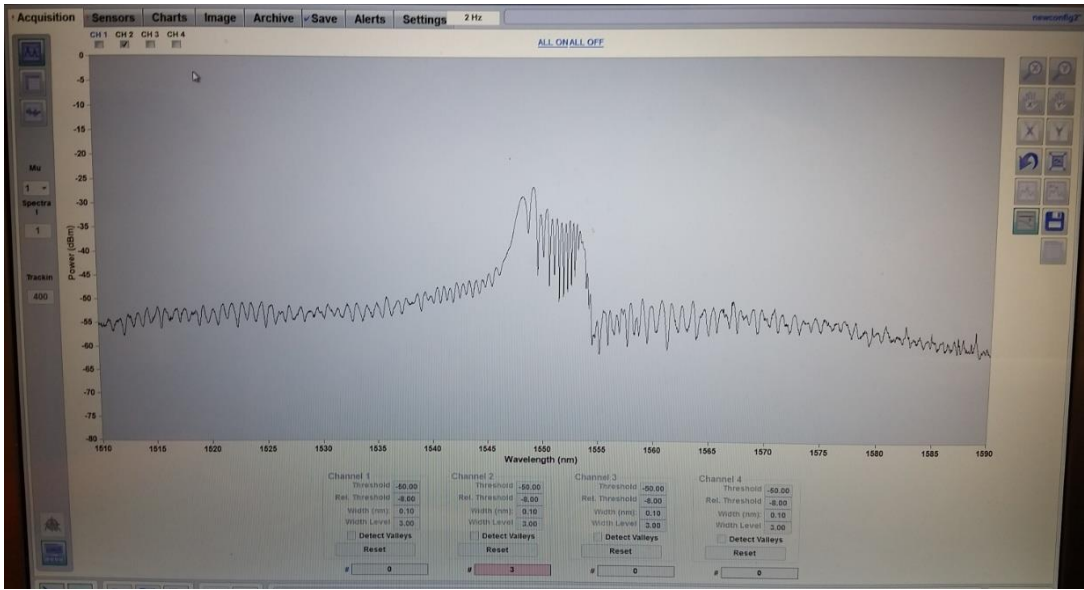 Acquisition Sensors Charts Image Archive Save Alerts Settings 2 Hz newconfig2*
CH 1 CH 2 CH 3 CH 4
ALL ON ALL OFF
Mu
1
Spectra
l
1
Trassin
400
Power (dBm)
0
-5
-10
-15
-20
-25
-30
-35
-40
-45
-50
-55
-60
-65
-70
-75
-80
1510 1515 1520 1525 1530 1535 1540 1545 1550 1555 1560 1565 1570 1575 1580 1585 1590
Wavelength (nm)
X Y
X Y
X Y
Channel 1 Channel 2 Channel 3 Channel 4
Threshold -50.00 Threshold -50.00 Threshold -50.00 Threshold -50.00
Rel. Threshold -8.00 Rel. Threshold -8.00 Rel. Threshold -8.00 Rel. Threshold -8.00
Width (nm) 0.10 Width (nm) 0.10 Width (nm) 0.10 Width (nm) 0.10
Width Level 3.00 Width Level 3.00 Width Level 3.00 Width Level 3.00
Detect Valleys Detect Valleys Detect Valleys Detect Valleys
Reset Reset Reset Reset
# 0 # 3 # 0 # 0